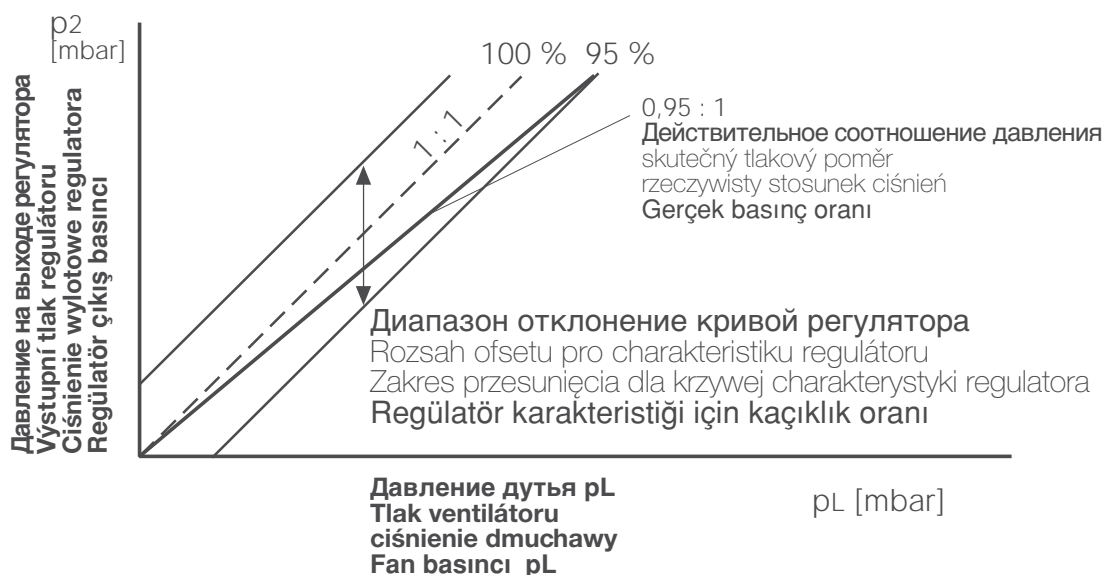 p2
[mbar]
100 % 95 %
1 : 1
0,95 : 1
Действительное соотношение давления
skutečný tlakový poměr
rzeczywisty stosunek ciśnień
Gerçek basınç oranı
Давление на выходе регулятора
Výstupní tlak regulátoru
Ciśnienie wylotowe regulatora
Regülatör çıkış basıncı
Диапазон отклонение кривой регулятора
Rozsah ofsetu pro charakteristiku regulátoru
Zakres przesunięcia dla krzywej charakterystyki regulatora
Regülatör karakteristiği için kaçıklık oranı
Давление дутья pL
Tlak ventilátoru
ciśnienie dmuchawy
Fan basıncı pL
pL [mbar]